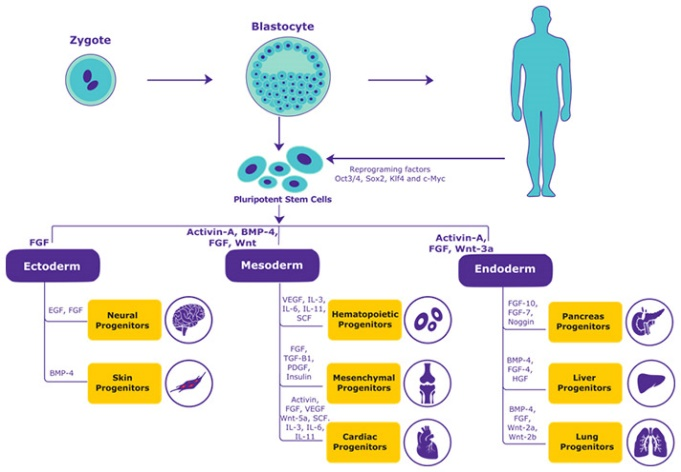 Zygote
Blastocyte
Reprograming factors
Oct3/4, Sox2, Klf4 and c-Myc
Pluripotent Stem Cells
FGF
Activin-A, BMP-4,
FGF, Wnt
Activin-A,
FGF, Wnt-3a
Ectoderm
Mesoderm
Endoderm
EGF, FGF
Neural
Progenitors
BMP-4
Skin
Progenitors
VEGF, IL-3,
IL-6, IL-11,
SCF
Hematopoietic
Progenitors
FGF,
TGF-B1,
PDGF,
Insulin
Mesenchymal
Progenitors
Activin,
FGF, VEGF
Wnt-5a, SCF,
IL-3, IL-6,
IL-11
Cardiac
Progenitors
FGF-10,
FGF-7,
Noggin
Pancreas
Progenitors
BMP-4,
FGF-4,
HGF
Liver
Progenitors
BMP-4,
FGF,
Wnt-2a,
Wnt-2b
Lung
Progenitors